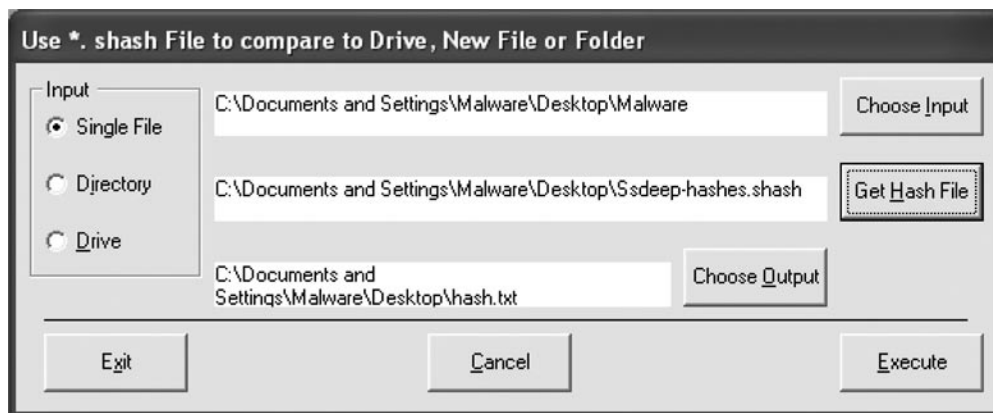 Use *. shash File to compare to Drive, New File or Folder
Input
Single File
Directory
Drive
C:\Documents and Settings\Malware\Desktop\Malware
Choose Input
C:\Documents and Settings\Malware\Desktop\Ssdeep-hashes.shash
Get Hash File
C:\Documents and
Settings\Malware\Desktop\hash.txt
Choose Output
Exit
Cancel
Execute